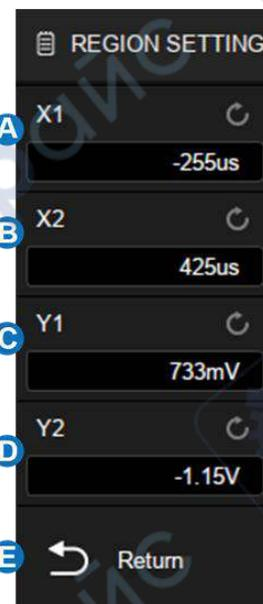 REGION SETTING
A
X1
-255us
B
X2
425us
C
Y1
733mV
D
Y2
-1.15V
E
Return